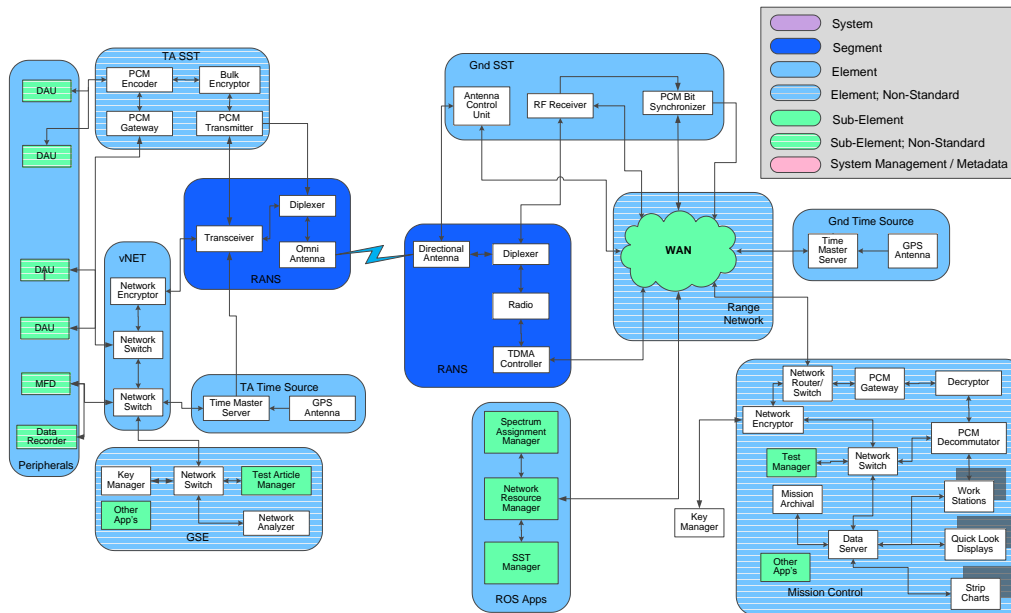 System
Segment
Element
Element; Non-Standard
Sub-Element
Sub-Element; Non-Standard
System Management / Metadata
TA SST
PCM
Encoder
Bulk
Encryptor
PCM
Gateway
PCM
Transmitter
DAU
DAU
DAU
DAU
MFD
Data
Recorder
Peripherals
vNET
Network
Encryptor
Network
Switch
Network
Switch
Transceiver
Diplexer
Omni
Antenna
RANS
TA Time Source
Time Master
Server
GPS
Antenna
Key
Manager
Network
Switch
Test Article
Manager
Other
App's
Network
Analyzer
GSE
Gnd SST
Antenna
Control
Unit
RF Receiver
PCM Bit
Synchronizer
Directional
Antenna
Diplexer
Radio
TDMA
Controller
RANS
WAN
Range
Network
Gnd Time Source
Time
Master
Server
GPS
Antenna
Spectrum
Assignment
Manager
Network
Resource
Manager
SST
Manager
ROS Apps
Key
Manager
Network
Router/
Switch
PCM
Gateway
Decryptor
Network
Encryptor
PCM
Decommutator
Test
Manager
Network
Switch
Mission
Archival
Work
Stations
Data
Server
Quick Look
Displays
Other
App's
Strip
Charts
Mission Control